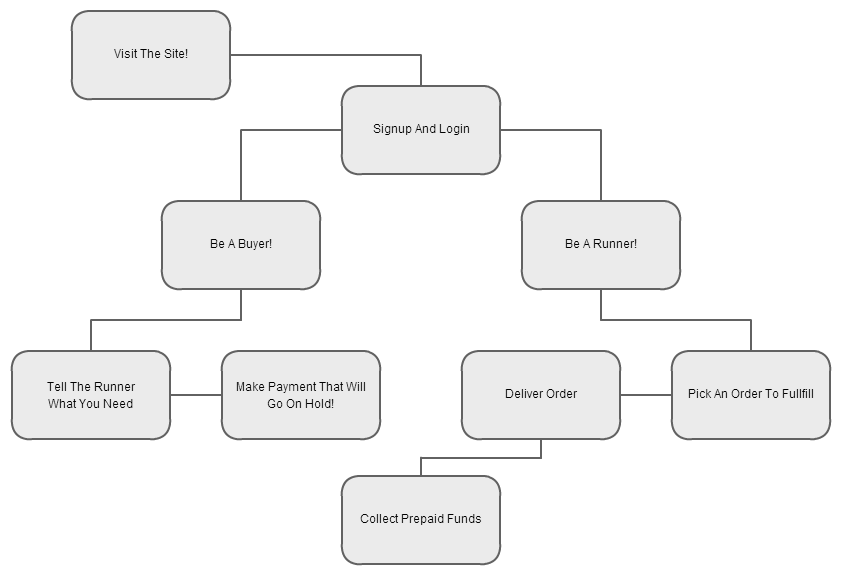 Visit The Site!
Signup And Login
Be A Buyer!
Be A Runner!
Tell The Runner
What You Need
Make Payment That Will
Go On Hold!
Deliver Order
Pick An Order To Fullfill
Collect Prepaid Funds